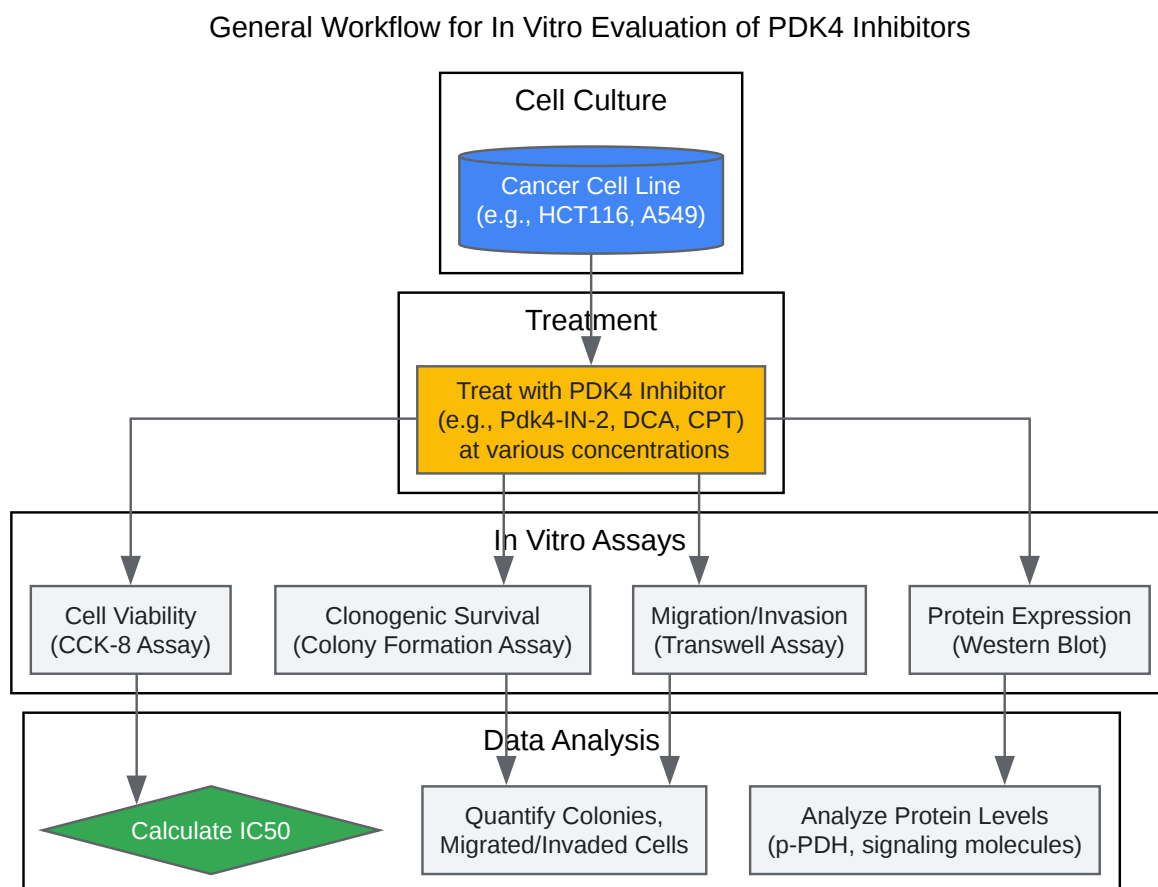 General Workflow for In Vitro Evaluation of PDK4 Inhibitors
Cell Culture
Cancer Cell Line
(e.g., HCT116, A549)
Treatment
Treat with PDK4 Inhibitor
(e.g., Pdk4-IN-2, DCA, CPT)
at various concentrations
In Vitro Assays
Cell Viability
(CCK-8 Assay)
Clonogenic Survival
(Colony Formation Assay)
Migration/Invasion
(Transwell Assay)
Protein Expression
(Western Blot)
Data Analysis
Calculate IC50
Quantify Colonies,
Migrated/Invaded Cells
Analyze Protein Levels
(p-PDH, signaling molecules)